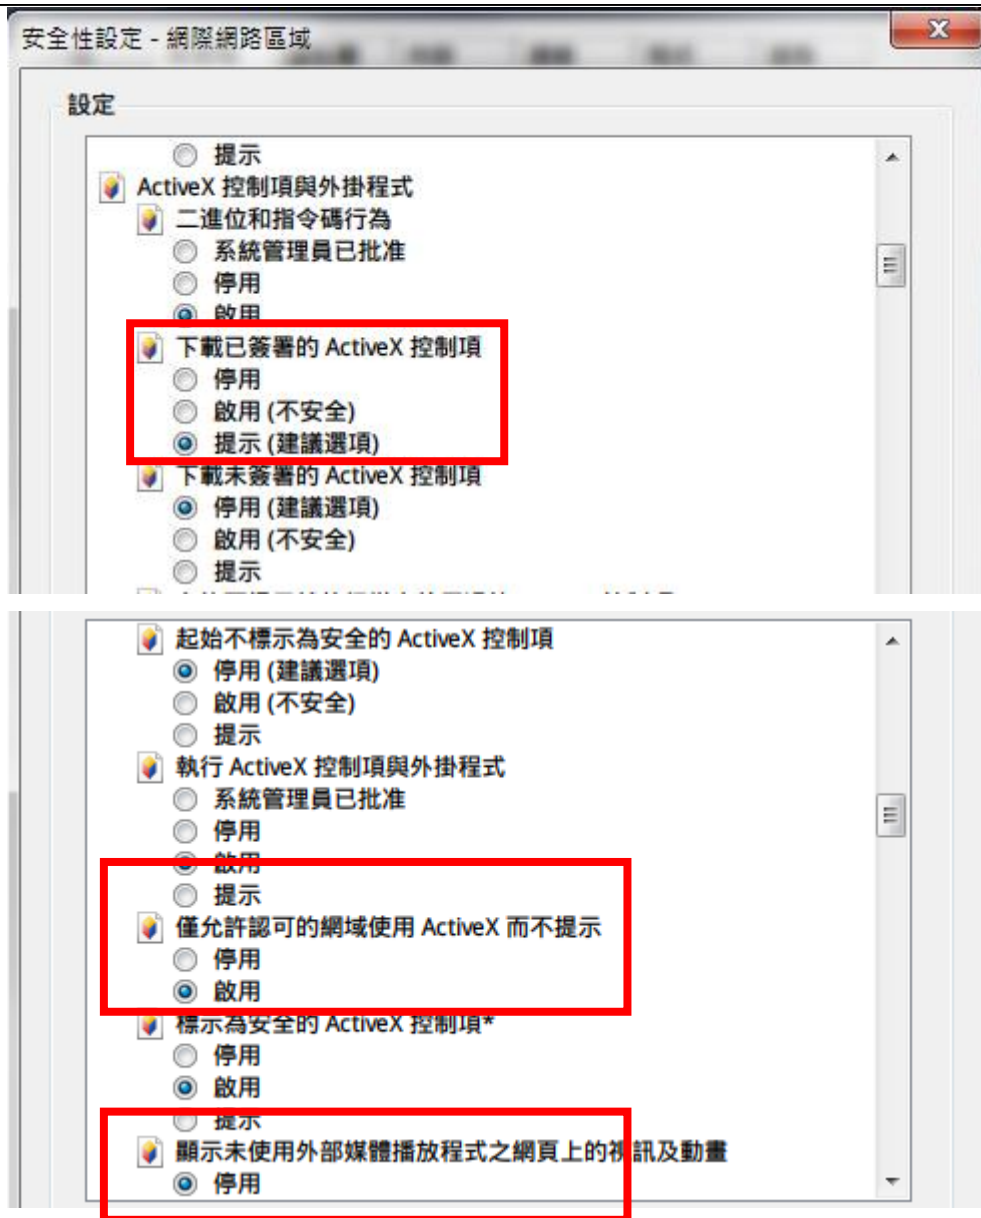 安全性設定 - 網際網路區域
設定
提示
ActiveX 控制項與外掛程式
二進位和指令碼行為
系統管理員已批准
停用
啟用
下載已簽署的 ActiveX 控制項
停用
啟用 (不安全)
提示 (建議選項)
下載未簽署的 ActiveX 控制項
停用 (建議選項)
啟用 (不安全)
提示
起始不標示為安全的 ActiveX 控制項
停用 (建議選項)
啟用 (不安全)
提示
執行 ActiveX 控制項與外掛程式
系統管理員已批准
停用
啟用
提示
僅允許認可的網域使用 ActiveX 而不提示
停用
啟用
標示為安全的 ActiveX 控制項*
停用
啟用
提示
顯示未使用外部媒體播放程式之網頁上的視訊及動畫
停用